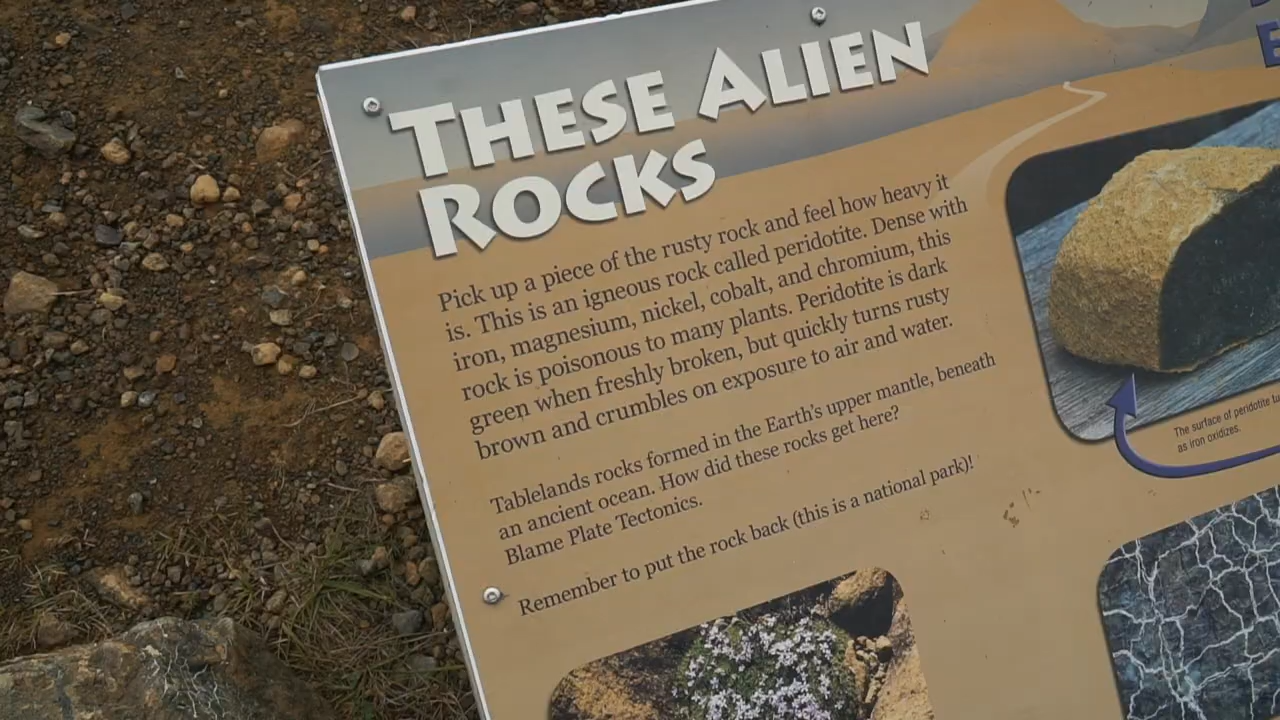 THESE ALIEN
ROCKS
Pick up a piece of the rusty rock and feel how heavy it
is. This is an igneous rock called peridotite. Dense with
iron, magnesium, nickel, cobalt, and chromium, this
rock is poisonous to many plants. Peridotite is dark
green when freshly broken, but quickly turns rusty
brown and crumbles on exposure to air and water.
Tablelands rocks formed in the Earth's upper mantle, beneath
an ancient ocean. How did these rocks get here?
Blame Plate Tectonics.
Remember to put the rock back (this is a national park)!
The surface of peridotite
as iron oxidizes.